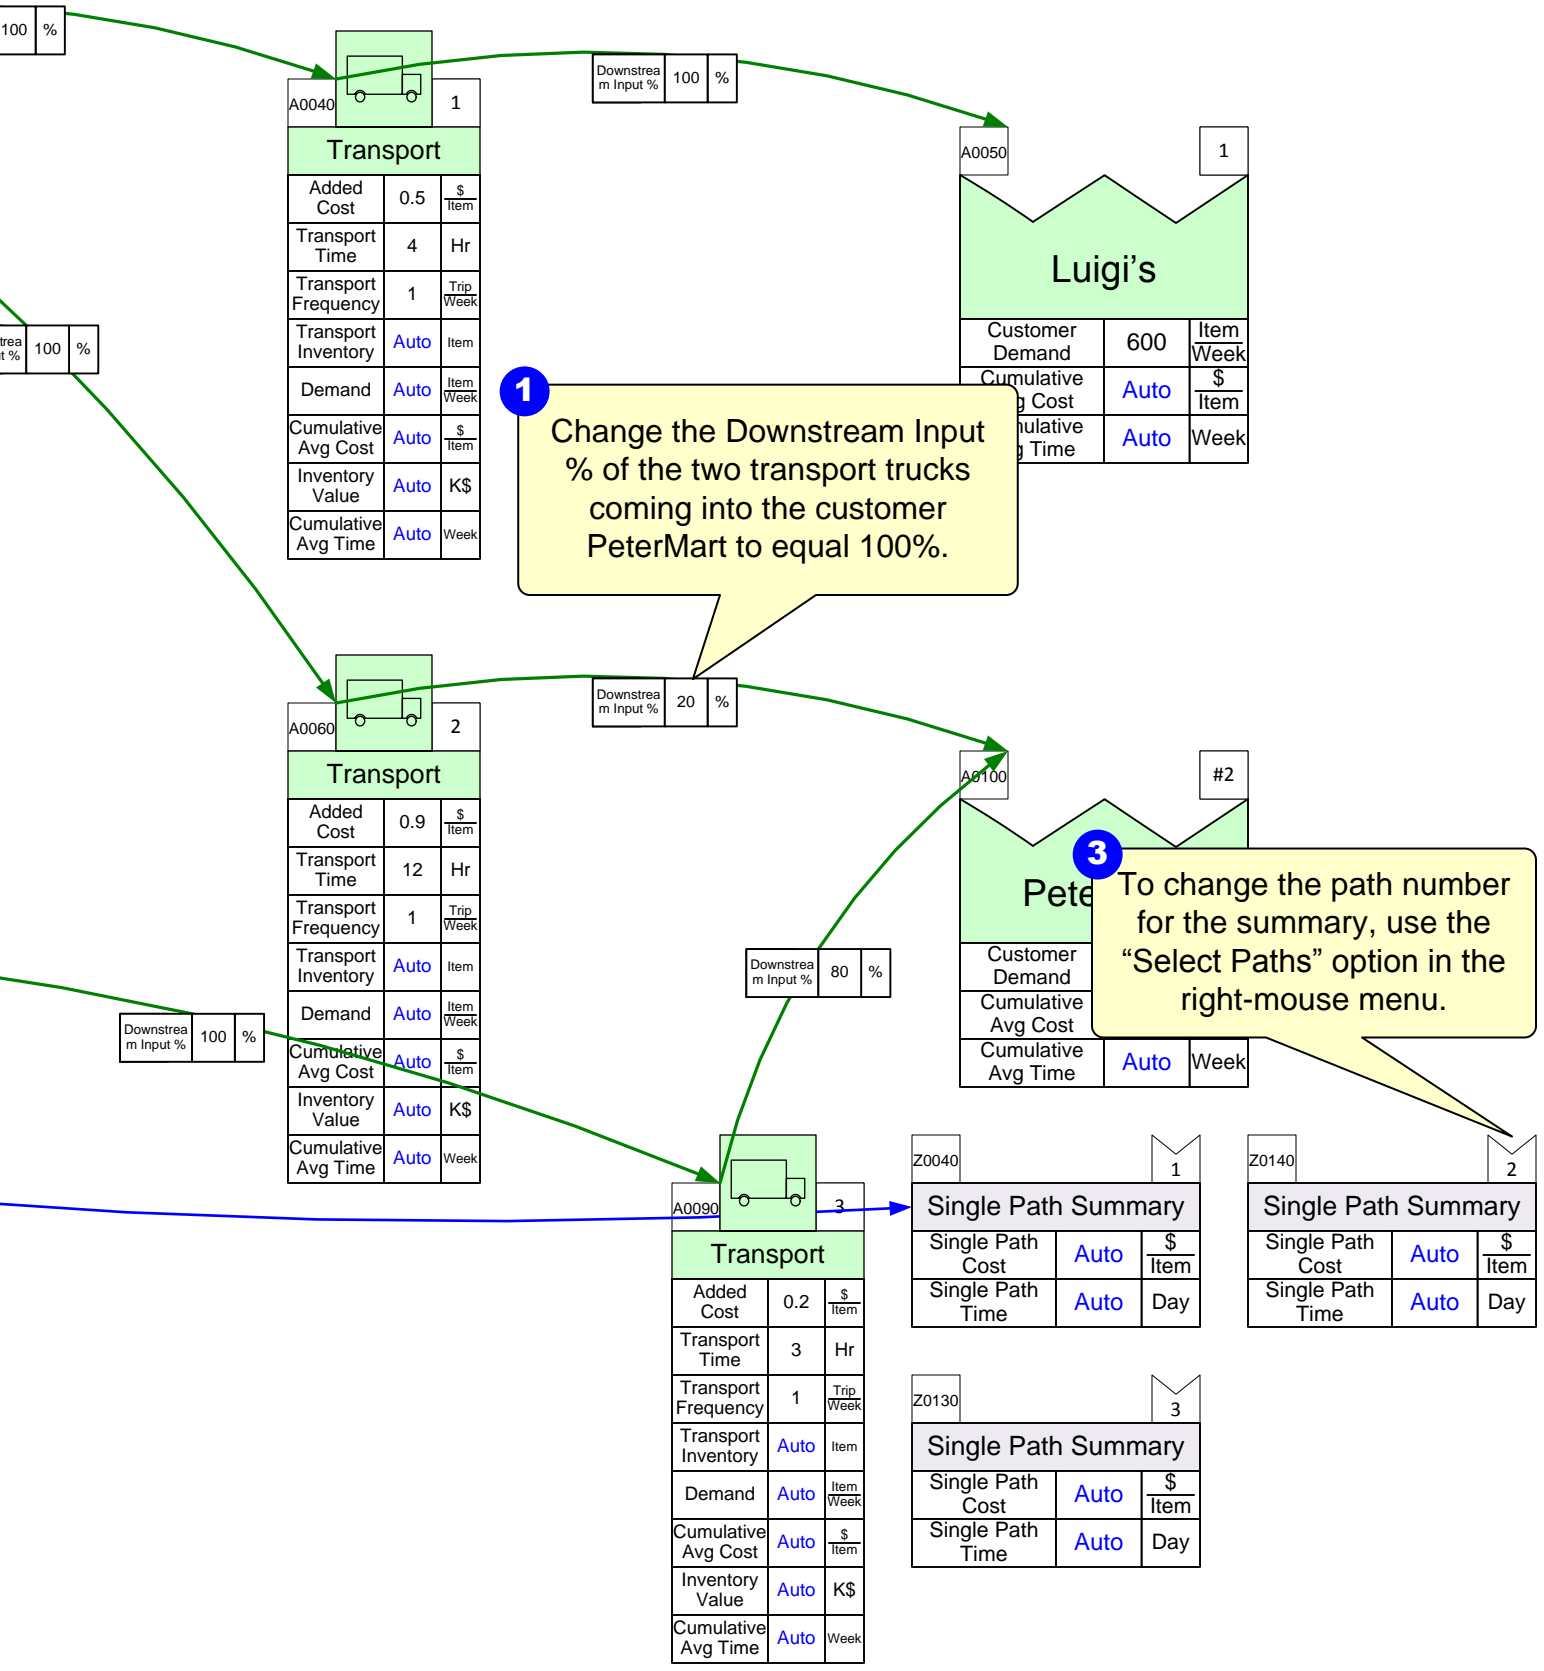 100 %
A0040
1
Transport
Added
Cost
0.5
$
Item
Transport
Time
4
Hr
Transport
Frequency
1
Trip
Week
Transport
Inventory
Auto
Item
Demand
Auto
Item
Week
Cumulative
Avg Cost
Auto
$
Item
Inventory
Value
Auto
K$
Cumulative
Avg Time
Auto
Week
Downstrea
m Input %
100
%
A0050
1
Luigi's
Customer
Demand
600
Item
Week
Cumulative
g Cost
Auto
$
Item
nulative
g Time
Auto
Week
trea
ut %
100
%
1
Change the Downstream Input
% of the two transport trucks
coming into the customer
PeterMart to equal 100%.
A0060
2
Transport
Added
Cost
0.9
$
Item
Transport
Time
12
Hr
Transport
Frequency
1
Trip
Week
Transport
Inventory
Auto
Item
Demand
Auto
Item
Week
Cumulative
Avg Cost
Auto
$
Item
Inventory
Value
Auto
K$
Cumulative
Avg Time
Auto
Week
Downstrea
m Input %
20
%
A0100
#2
Pete
Customer
Demand
Cumulative
Avg Cost
Cumulative
Avg Time
Auto
Week
3
To change the path number
for the summary, use the
“Select Paths” option in the
right-mouse menu.
Downstrea
m Input %
80
%
Downstrea
m Input %
100
%
A0090
3
Transport
Added
Cost
0.2
$
Item
Transport
Time
3
Hr
Transport
Frequency
1
Trip
Week
Transport
Inventory
Auto
Item
Demand
Auto
Item
Week
Cumulative
Avg Cost
Auto
$
Item
Inventory
Value
Auto
K$
Cumulative
Avg Time
Auto
Week
Z0040
1
Single Path Summary
Single Path
Cost
Auto
$
Item
Single Path
Time
Auto
Day
Z0140
2
Single Path Summary
Single Path
Cost
Auto
$
Item
Single Path
Time
Auto
Day
Z0130
3
Single Path Summary
Single Path
Cost
Auto
$
Item
Single Path
Time
Auto
Day